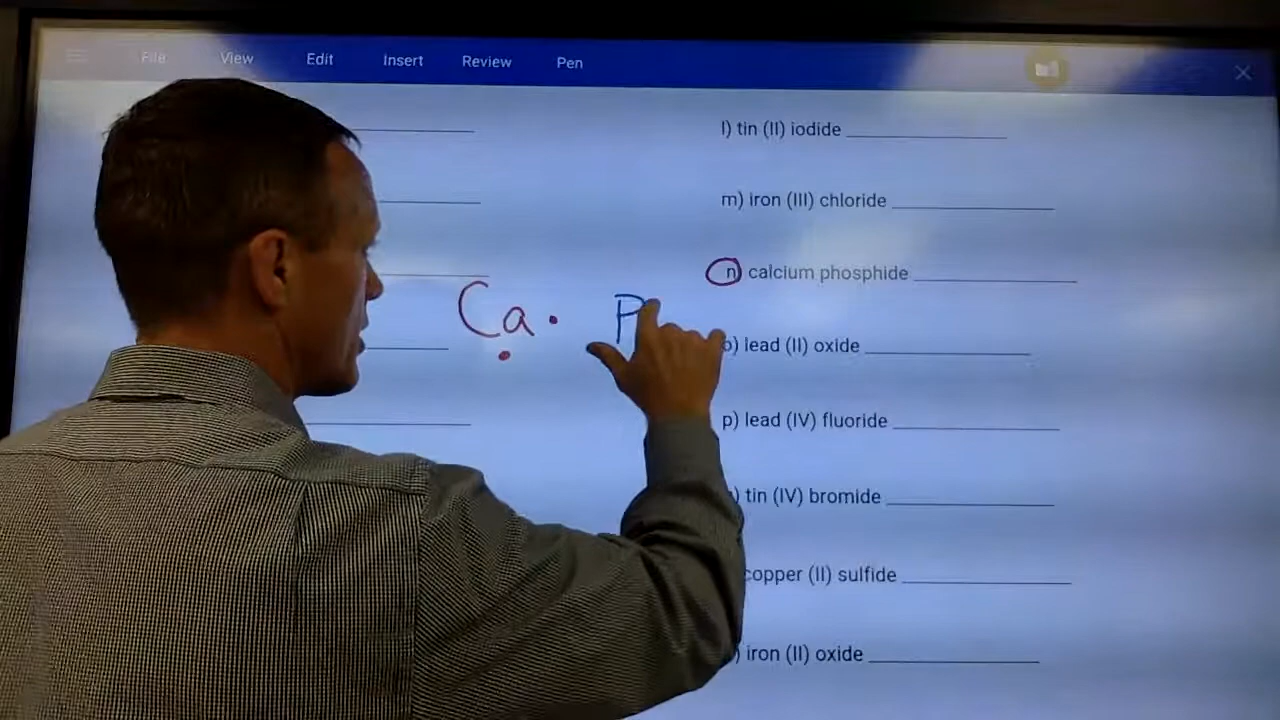 File View Edit Insert Review Pen
l) tin (II) iodide
m) iron (III) chloride
n) calcium phosphide
Ca P
o) lead (II) oxide
p) lead (IV) fluoride
) tin (IV) bromide
copper (II) sulfide
) iron (II) oxide